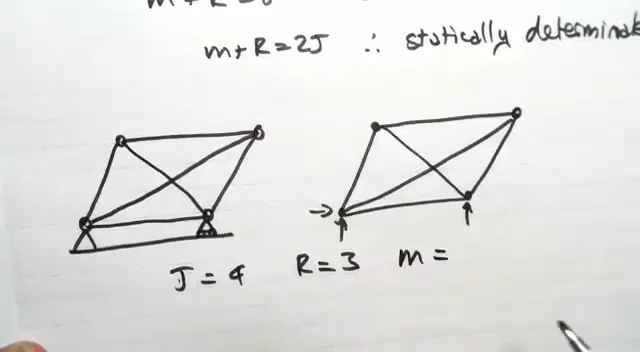 m+R=2J ∴ statically
J = 4 R = 3 m =